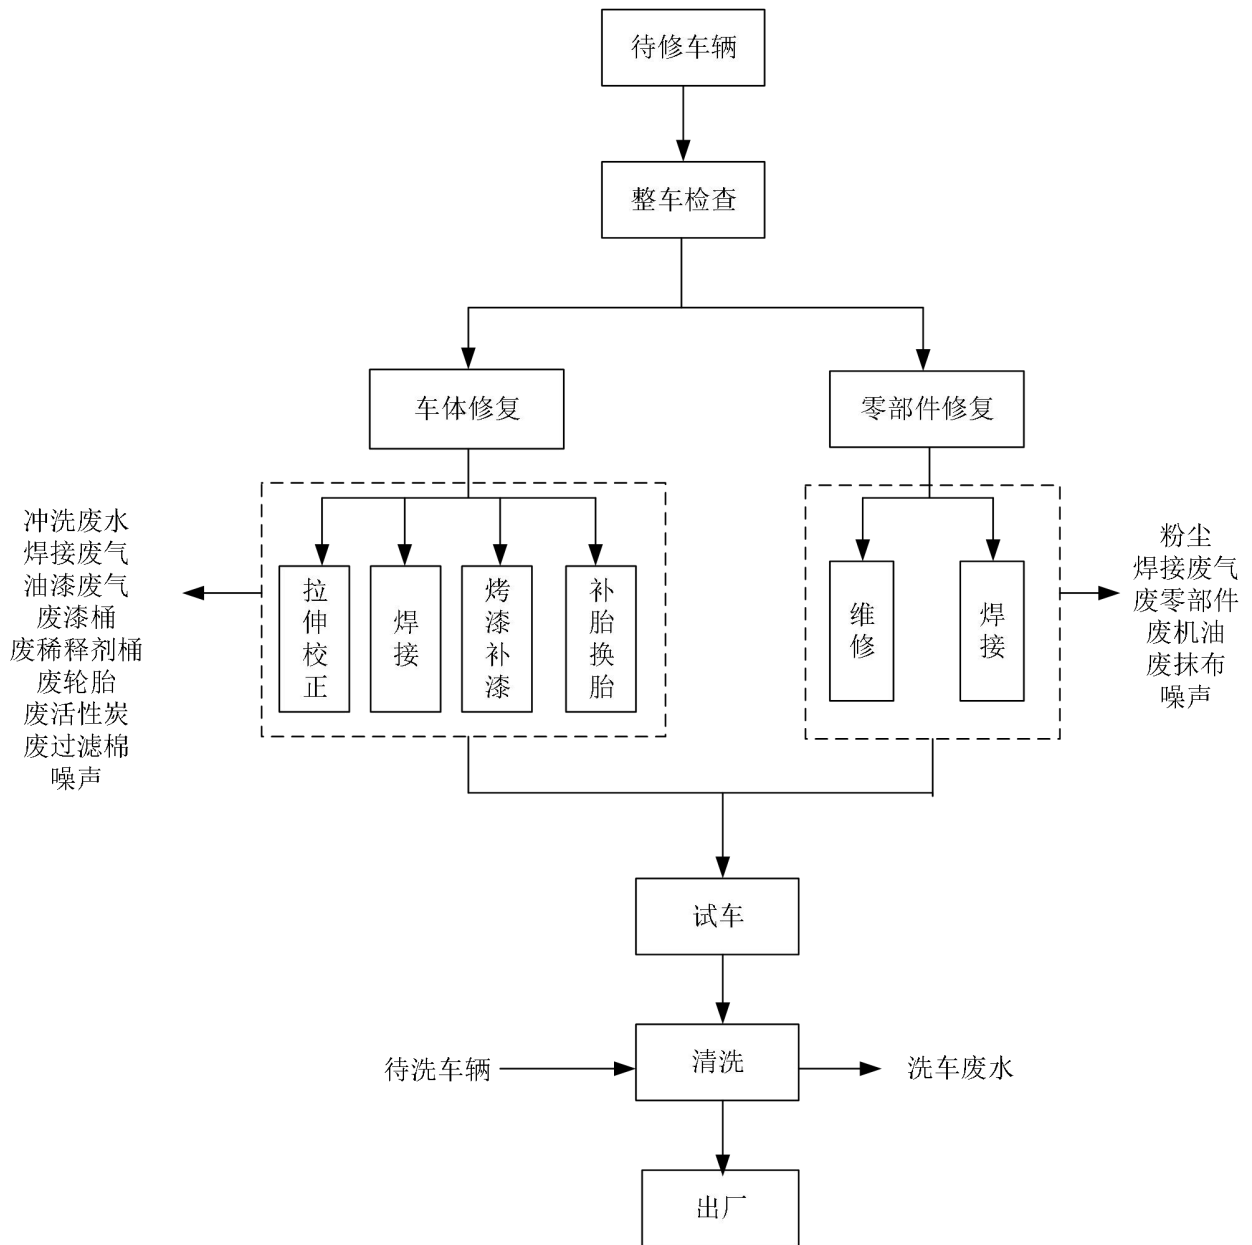 待修车辆
整车检查
车体修复
零部件修复
冲洗废水
焊接废气
油漆废气
废漆桶
废稀释剂桶
废轮胎
废活性炭
废过滤棉
噪声
拉伸校正
焊接
烤漆补漆
补胎换胎
维修
焊接
粉尘
焊接废气
废零部件
废机油
废抹布
噪声
试车
待洗车辆
清洗
洗车废水
出厂